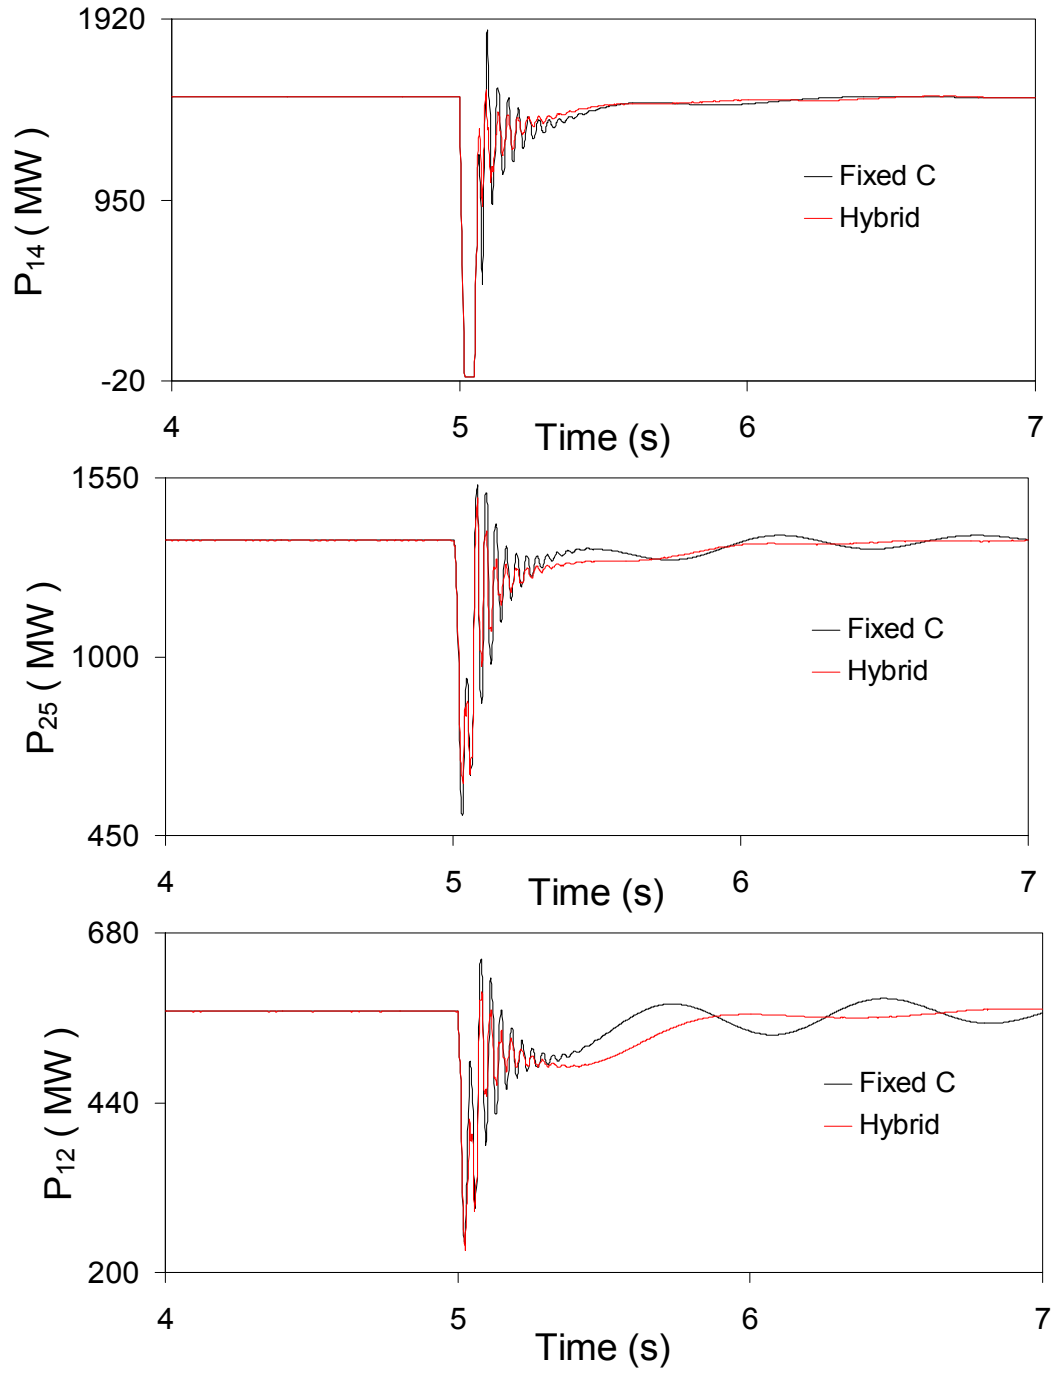 1920
P14 ( MW )
950
-20
Fixed C
Hybrid
4 5 6 7
Time (s)
1550
P25 ( MW )
1000
450
Fixed C
Hybrid
4 5 6 7
Time (s)
680
P12 ( MW )
440
200
Fixed C
Hybrid
4 5 6 7
Time (s)